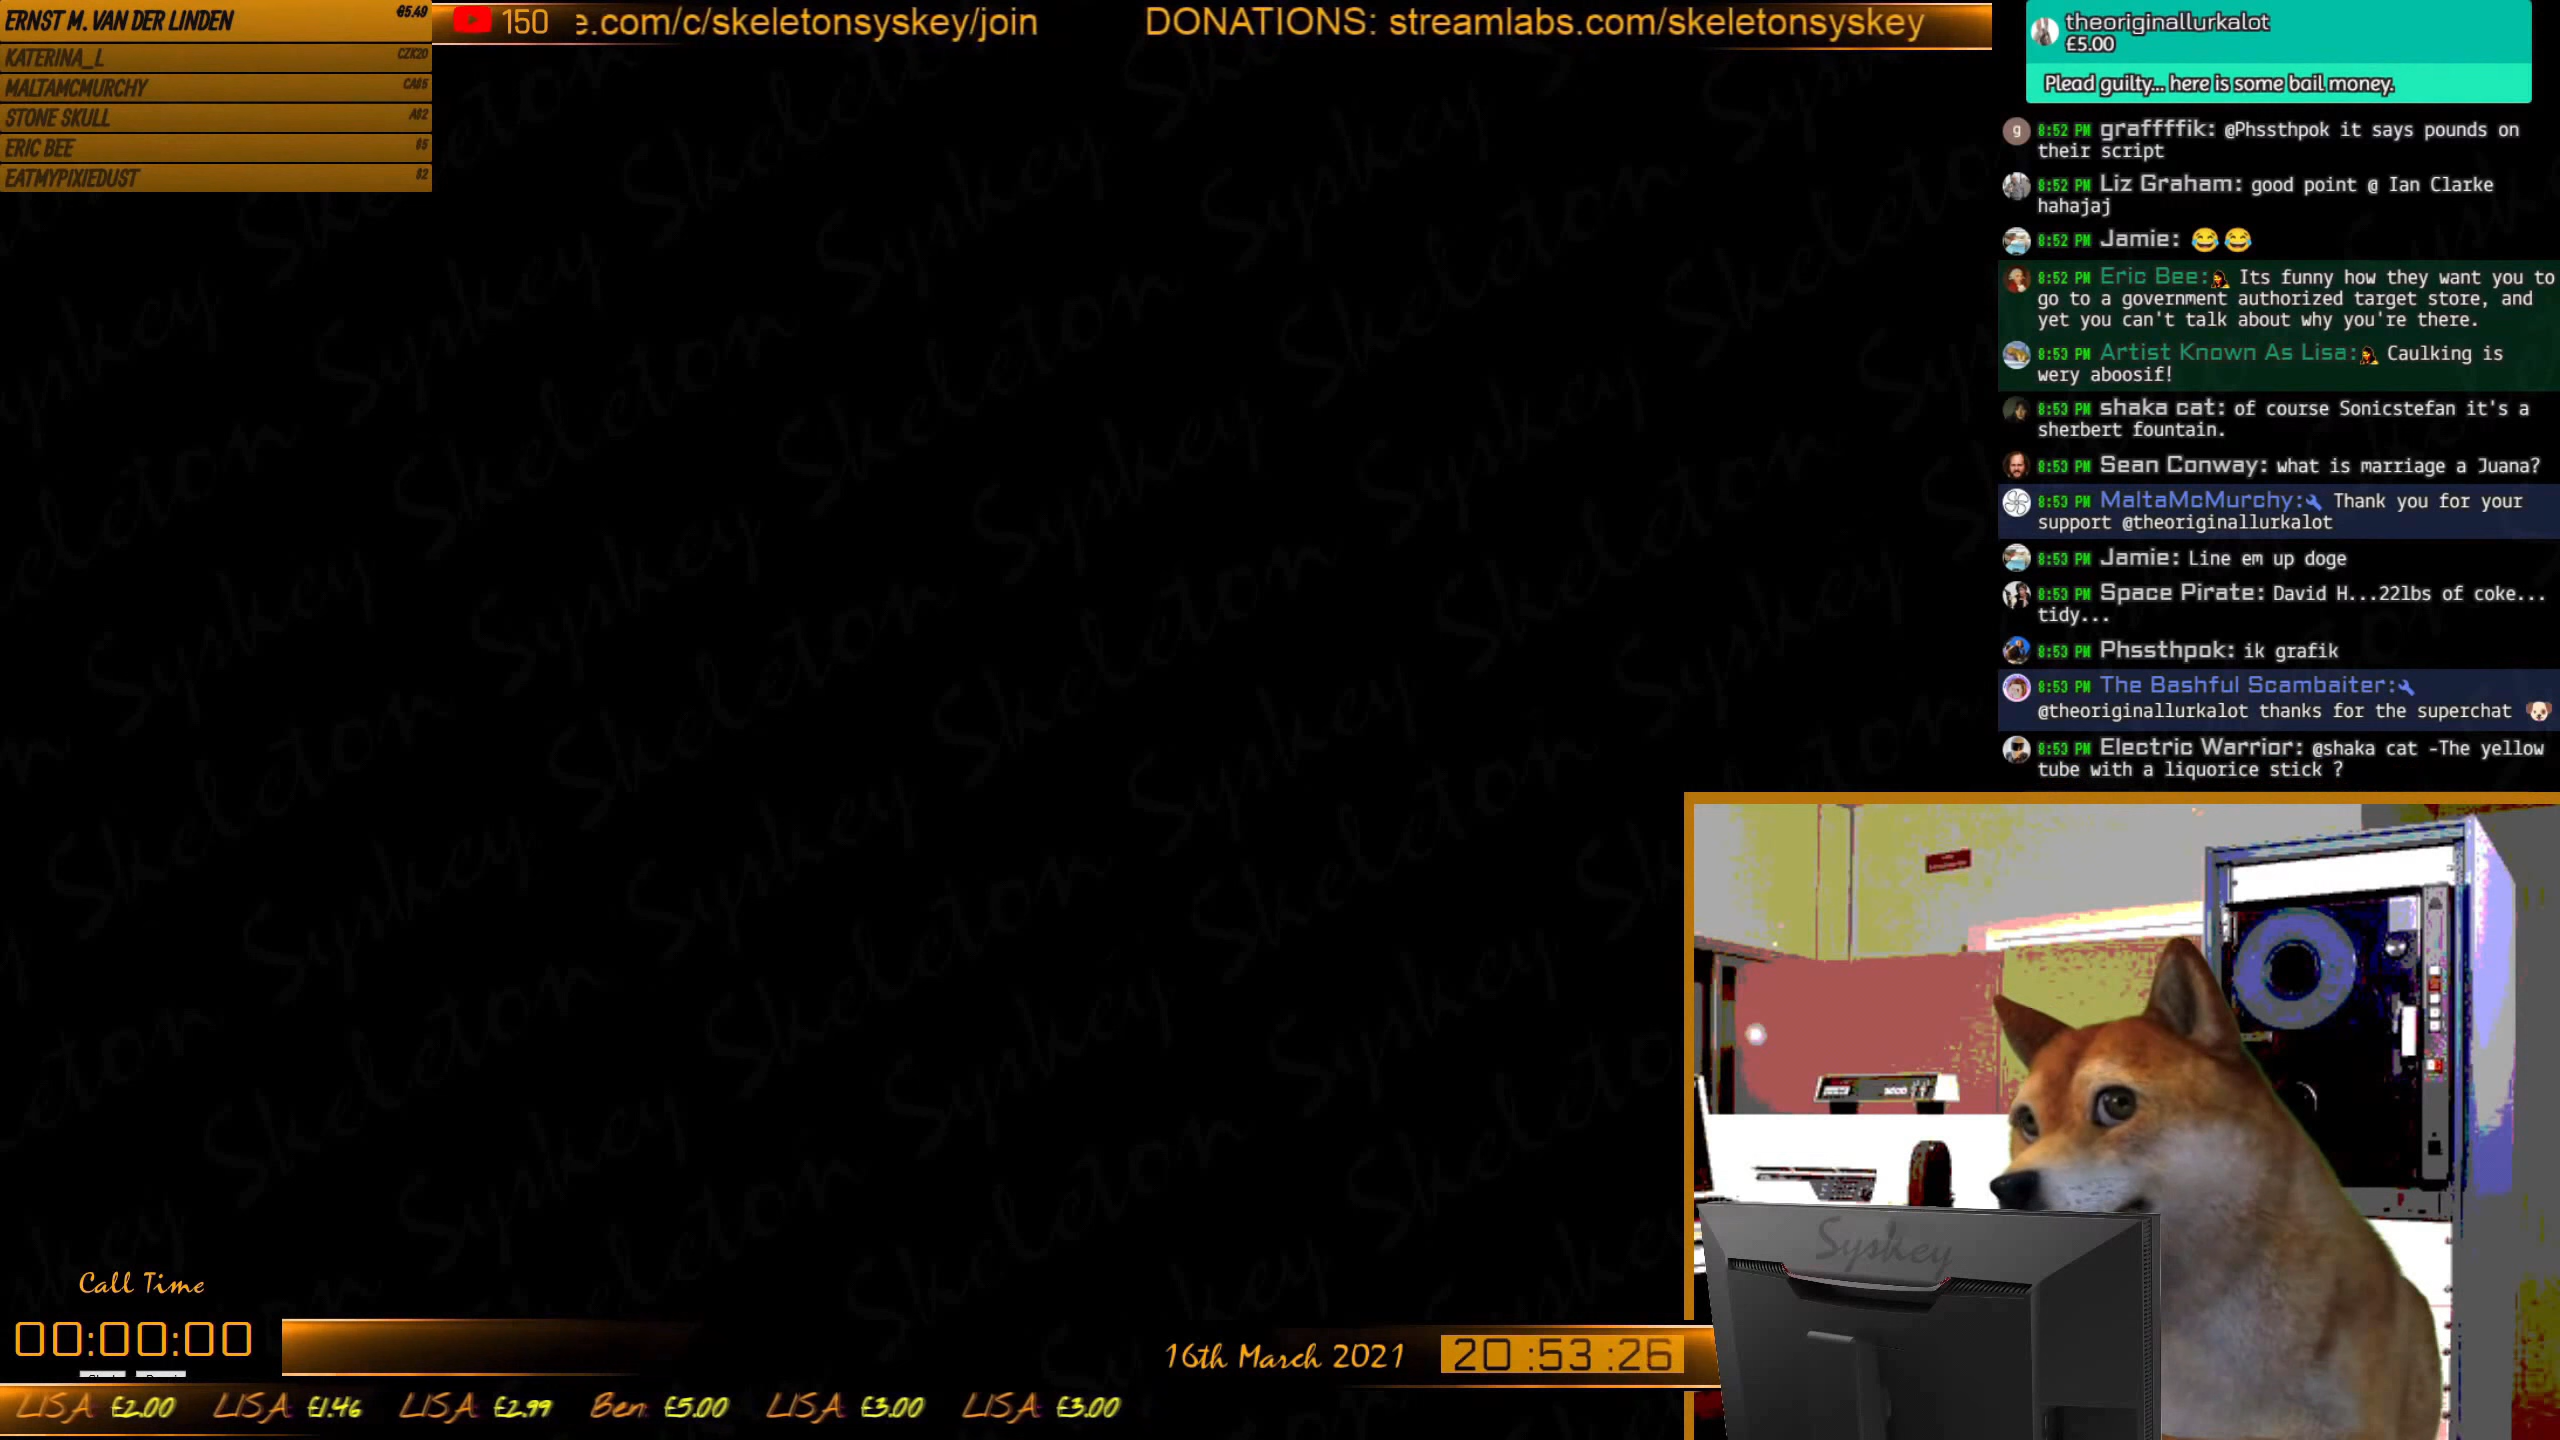 ERNST M. VAN DER LINDEN €5.49
KATERINA_L CZK20
MALTAMCMURCHY CA$5
STONE SKULL A$2
ERIC BEE $5
EATMYPIXIEDUST $2
150 e.com/c/skeletonsyskey/join DONATIONS: streamlabs.com/skeletonsyskey
theoriginallurkalot
£5.00
Plead guilty... here is some bail money.
g 8:52 PM graffffik: @Phssthpok it says pounds on
their script
8:52 PM Liz Graham: good point @ Ian Clarke
hahajaj
8:52 PM Jamie: 😂😂
8:52 PM Eric Bee: Its funny how they want you to
go to a government authorized target store, and
yet you can't talk about why you're there.
8:53 PM Artist Known As Lisa: Caulking is
wery aboosif!
8:53 PM shaka cat: of course Sonicstefan it's a
sherbert fountain.
8:53 PM Sean Conway: what is marriage a Juana?
8:53 PM MaltaMcMurchy: Thank you for your
support @theoriginallurkalot
8:53 PM Jamie: Line em up doge
8:53 PM Space Pirate: David H...22lbs of coke...
tidy...
8:53 PM Phssthpok: ik grafik
8:53 PM The Bashful Scambaiter:
@theoriginallurkalot thanks for the superchat 🐶
8:53 PM Electric Warrior: @shaka cat -The yellow
tube with a liquorice stick ?
Syskey
Call Time
00:00:00
16th March 2021 20:53:26
LISA £2.00 LISA £1.46 LISA £2.99 Ben £5.00 LISA £3.00 LISA £3.00